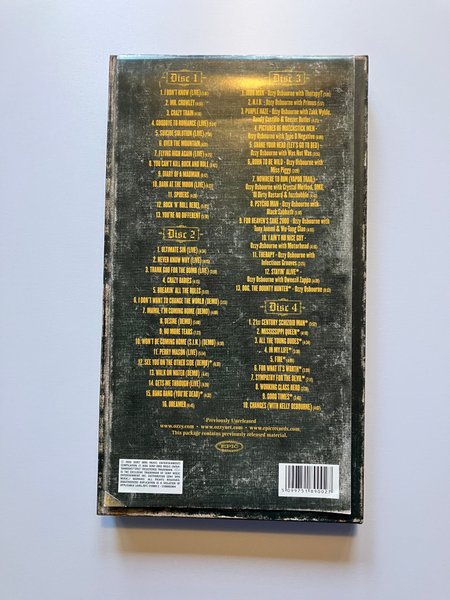 Disc 1
1. I DON'T KNOW (LIVE)
2. MR. CROWLEY
3. CRAZY TRAIN
4. GOODBYE TO ROMANCE (LIVE)
5. SUICIDE SOLUTION (LIVE)
6. OVER THE MOUNTAIN
7. FLYING HIGH AGAIN (LIVE)
8. YOU CAN'T KILL ROCK AND ROLL
9. DIARY OF A MADMAN
10. BARK AT THE MOON (LIVE)
11. SPIDERS
12. ROCK 'N' ROLL REBEL
13. YOU'RE NO DIFFERENT
Disc 2
1. ULTIMATE SIN (LIVE)
2. NEVER KNOW WHY (LIVE)
3. THANK GOD FOR THE BOMB (LIVE)
4. CRAZY BABIES
5. BREAKIN' ALL THE RULES
6. I DON'T WANT TO CHANGE THE WORLD (DEMO)
7. MAMA, I'M COMING HOME (DEMO)
8. DESIRE (DEMO)
9. NO MORE TEARS
10. WON'T BE COMING HOME (S.I.N.) (DEMO)
11. PERRY MASON (LIVE)
12. SEE YOU ON THE OTHER SIDE (DEMO)*
13. WALK ON WATER (DEMO)
14. GETS ME THROUGH (LIVE)
15. BANG BANG (YOU'RE DEAD)*
16. DREAMER
Disc 3
1. IRON MAN - Ozzy Osbourne with Therapy?
2. N.I.B. - Ozzy Osbourne with Primus
3. PURPLE HAZE - Ozzy Osbourne with Zakk Wylde,
Randy Castillo & Geezer Butler
4. PICTURES OF MATCHSTICK MEN -
Ozzy Osbourne with Type O Negative
5. SHAKE YOUR HEAD (LET'S GO TO BED)
Ozzy Osbourne with Was Not Was
6. BORN TO BE WILD - Ozzy Osbourne with
Miss Piggy
7. NOWHERE TO RUN (VAPOR TRAIL)
Ozzy Osbourne with Crystal Method, DMX,
Ol Dirty Bastard & Fuzzbubble
8. PSYCHO MAN - Ozzy Osbourne with
Black Sabbath
9. FOR HEAVEN'S SAKE 2000 - Ozzy Osbourne with
Tony Iommi & Wu-Tang Clan
10. I AIN'T NO NICE GUY -
Ozzy Osbourne with Motorhead
11. THERAPY - Ozzy Osbourne with
Infectious Grooves
12. STAYIN' ALIVE*
Ozzy Osbourne with Dweezil Zappa
13. DOG, THE BOUNTY HUNTER* - Ozzy Osbourne
Disc 4
1. 21st CENTURY SCHIZOID MAN*
2. MISSISSIPPI QUEEN*
3. ALL THE YOUNG DUDES*
4. IN MY LIFE*
5. FIRE*
6. FOR WHAT IT'S WORTH*
7. SYMPATHY FOR THE DEVIL*
8. WORKING CLASS HERO
9. GOOD TIMES*
10. CHANGES (WITH KELLY OSBOURNE)
*Previously Unreleased
www.ozzy.com • www.ozzynet.com • www.epicrecords.com
This package contains previously released material.
EPIC
5 099751 890027